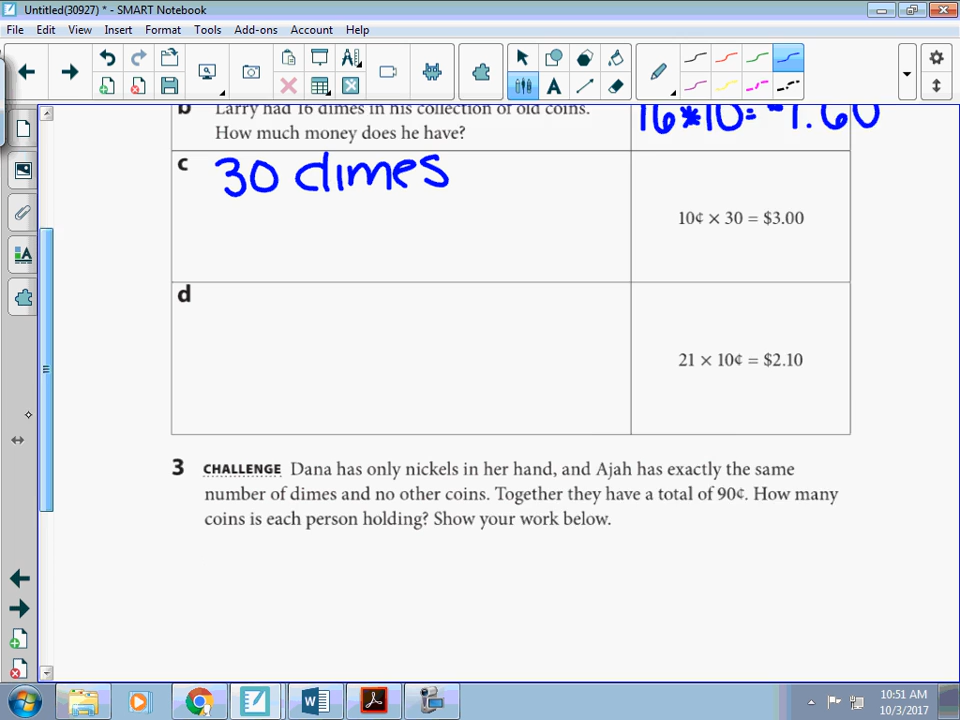 Untitled(30927) * - SMART Notebook
File Edit View Insert Format Tools Add-ons Account Help
b Larry had 16 dimes in his collection of old coins.
How much money does he have?
c 30 dimes
10¢ × 30 = $3.00
d
21 × 10¢ = $2.10
3 CHALLENGE Dana has only nickels in her hand, and Ajah has exactly the same
number of dimes and no other coins. Together they have a total of 90¢. How many
coins is each person holding? Show your work below.
10:51 AM
10/3/2017